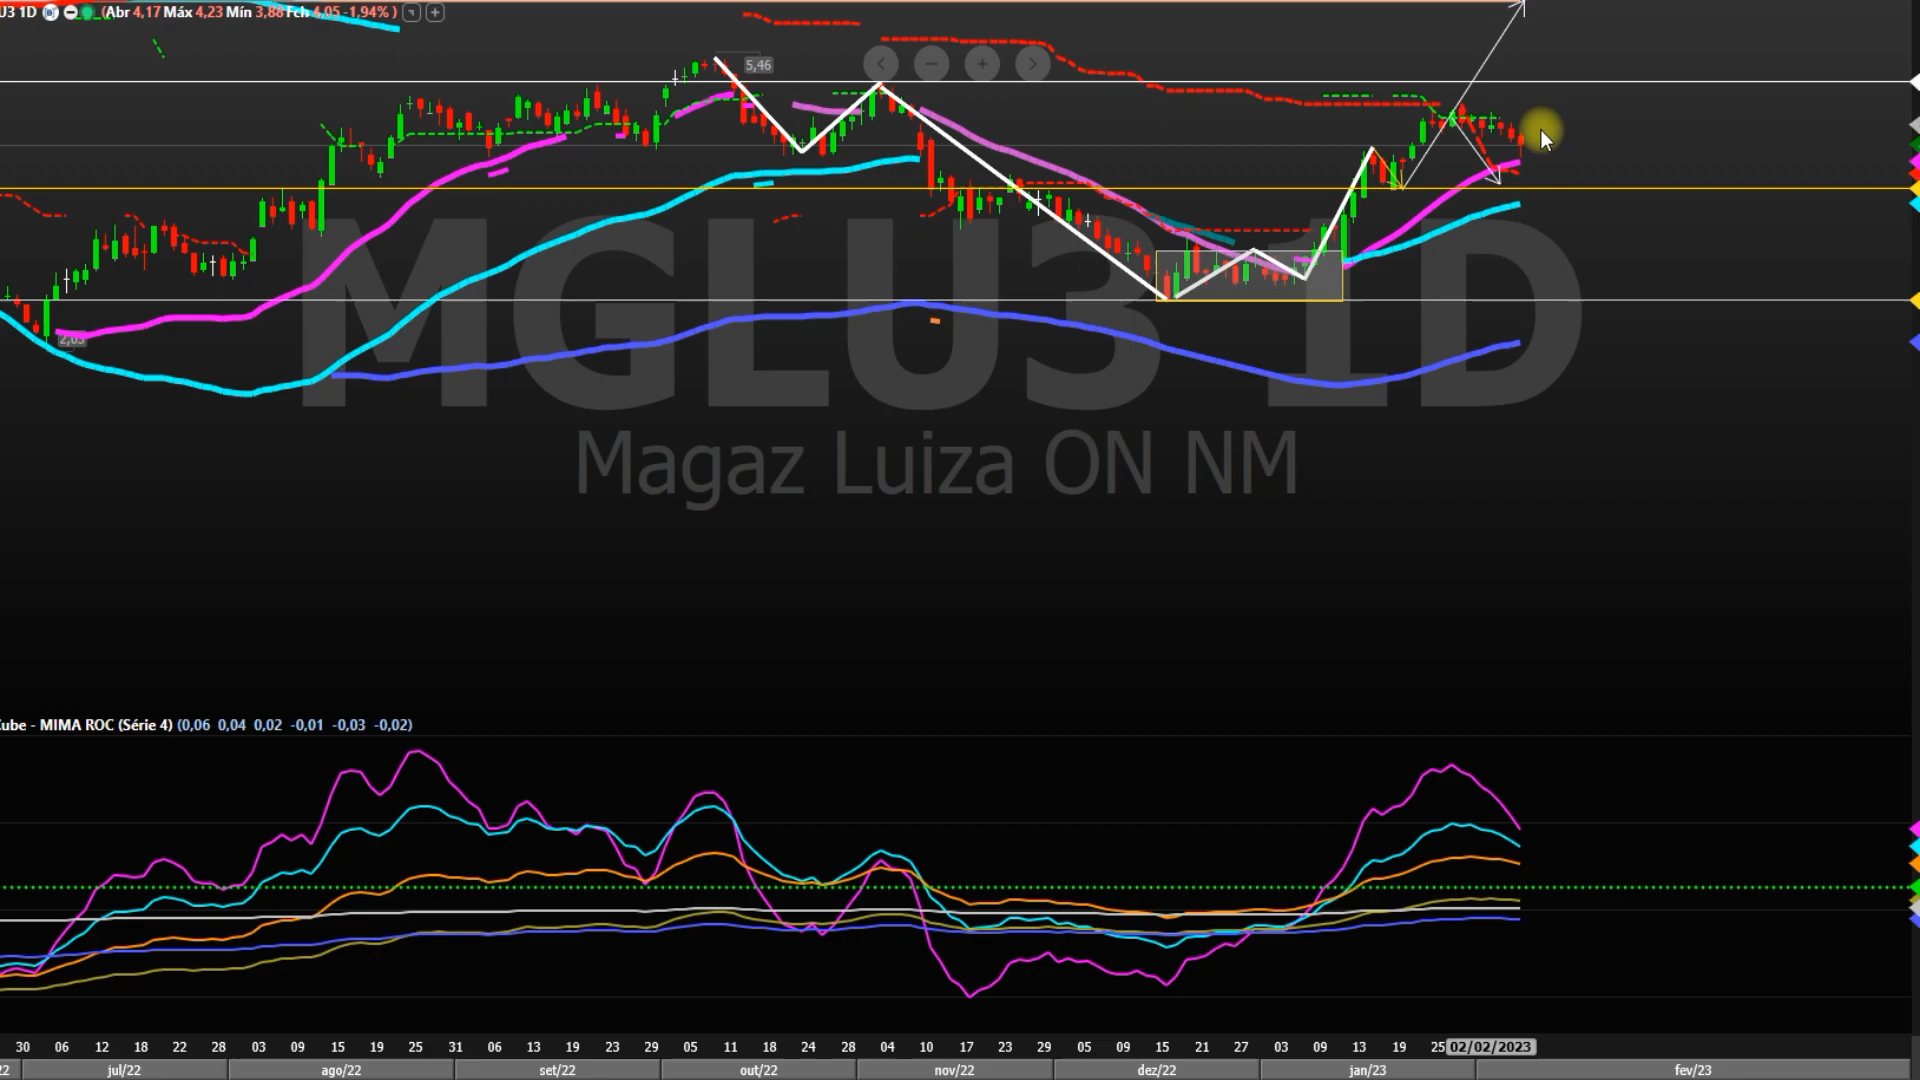 U3 1D (Abr 4,17 Máx 4,23 Mín 3,88 Fch 4,05 -1,94% )
5,46
2,05
MGLU3 1D
Magaz Luiza ON NM
Cube - MIMA ROC (Série 4) (0,06 0,04 0,02 -0,01 -0,03 -0,02)
30 06 12 18 22 28 03 09 15 19 25 31 06 13 19 23 29 05 11 18 24 28 04 10 17 23 29 05 09 15 21 27 03 09 13 19 25 02/02/2023
22 jul/22 ago/22 set/22 out/22 nov/22 dez/22 jan/23 fev/23